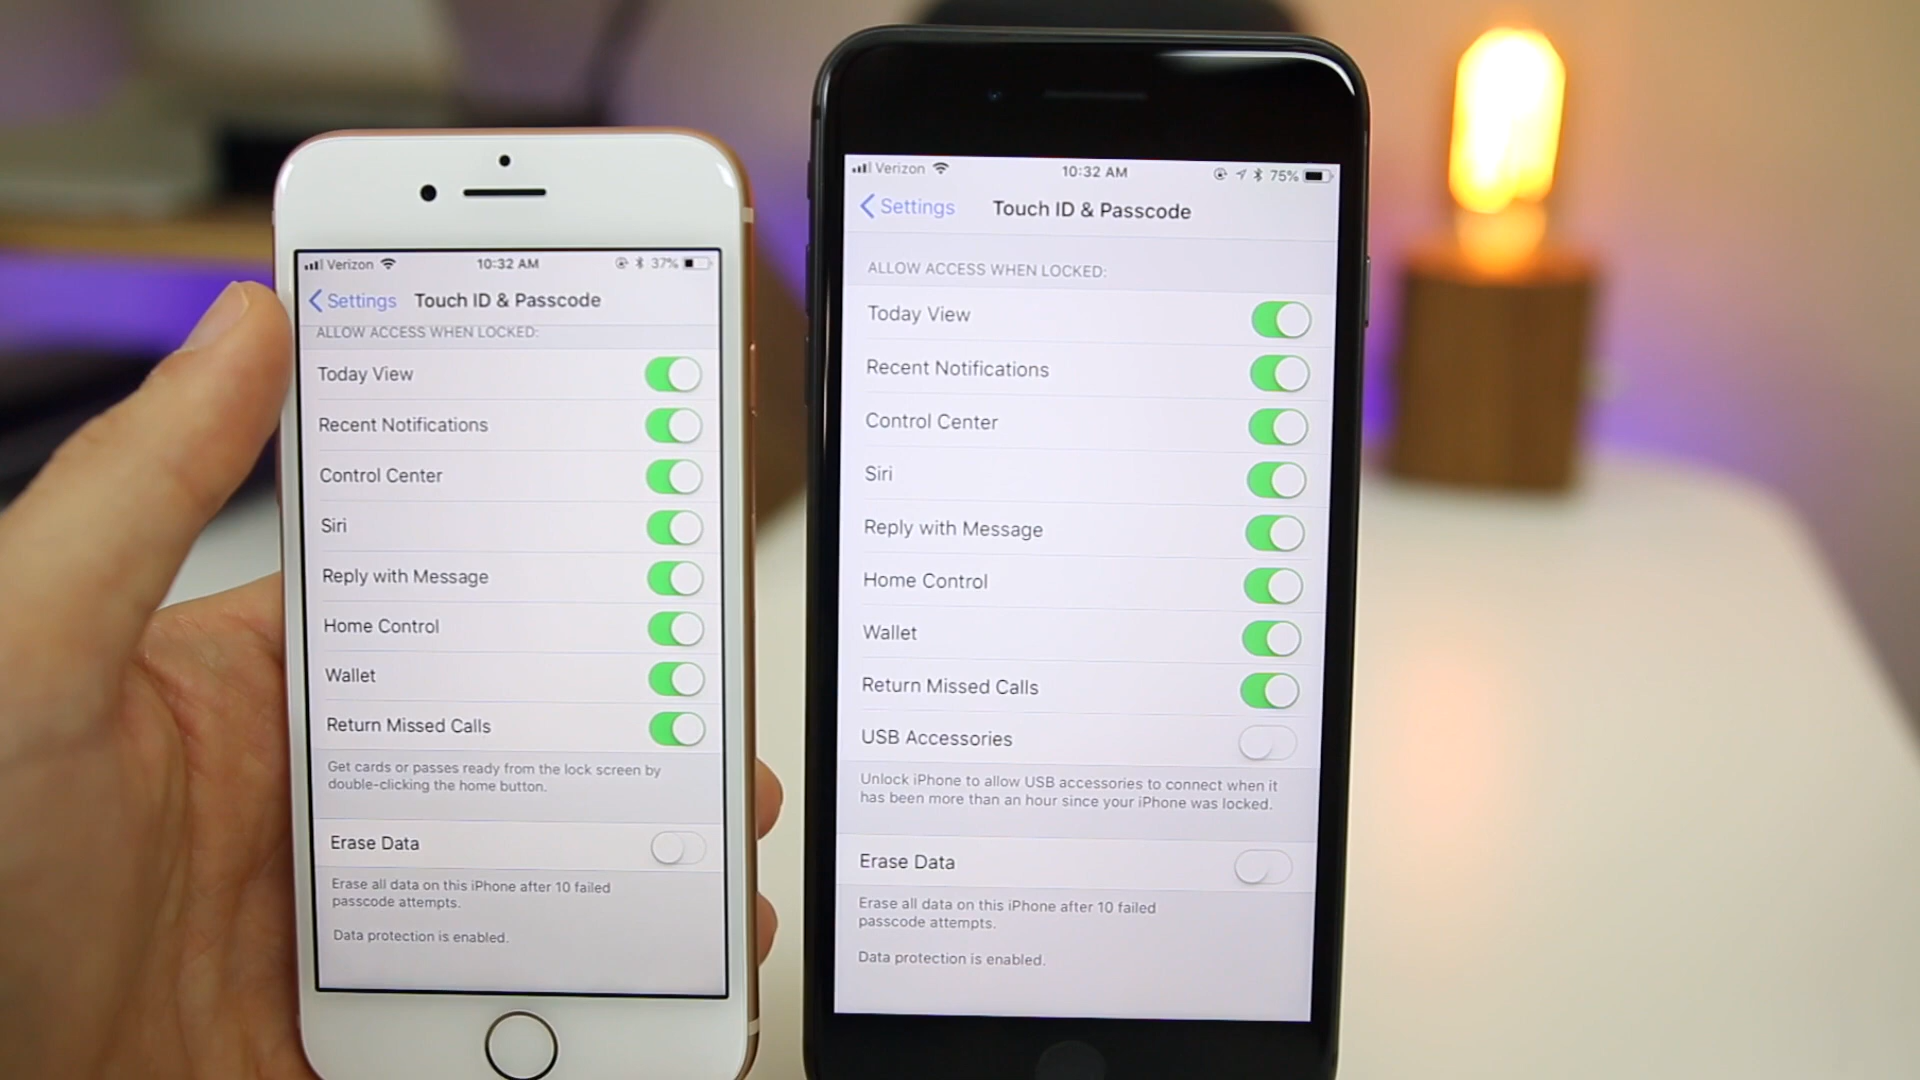 Verizon 10:32 AM 37%
Settings Touch ID & Passcode
ALLOW ACCESS WHEN LOCKED:
Today View
Recent Notifications
Control Center
Siri
Reply with Message
Home Control
Wallet
Return Missed Calls
Get cards or passes ready from the lock screen by
double-clicking the home button.
Erase Data
Erase all data on this iPhone after 10 failed
passcode attempts.
Data protection is enabled.
Verizon 10:32 AM 75%
Settings Touch ID & Passcode
ALLOW ACCESS WHEN LOCKED:
Today View
Recent Notifications
Control Center
Siri
Reply with Message
Home Control
Wallet
Return Missed Calls
USB Accessories
Unlock iPhone to allow USB accessories to connect when it
has been more than an hour since your iPhone was locked.
Erase Data
Erase all data on this iPhone after 10 failed
passcode attempts.
Data protection is enabled.